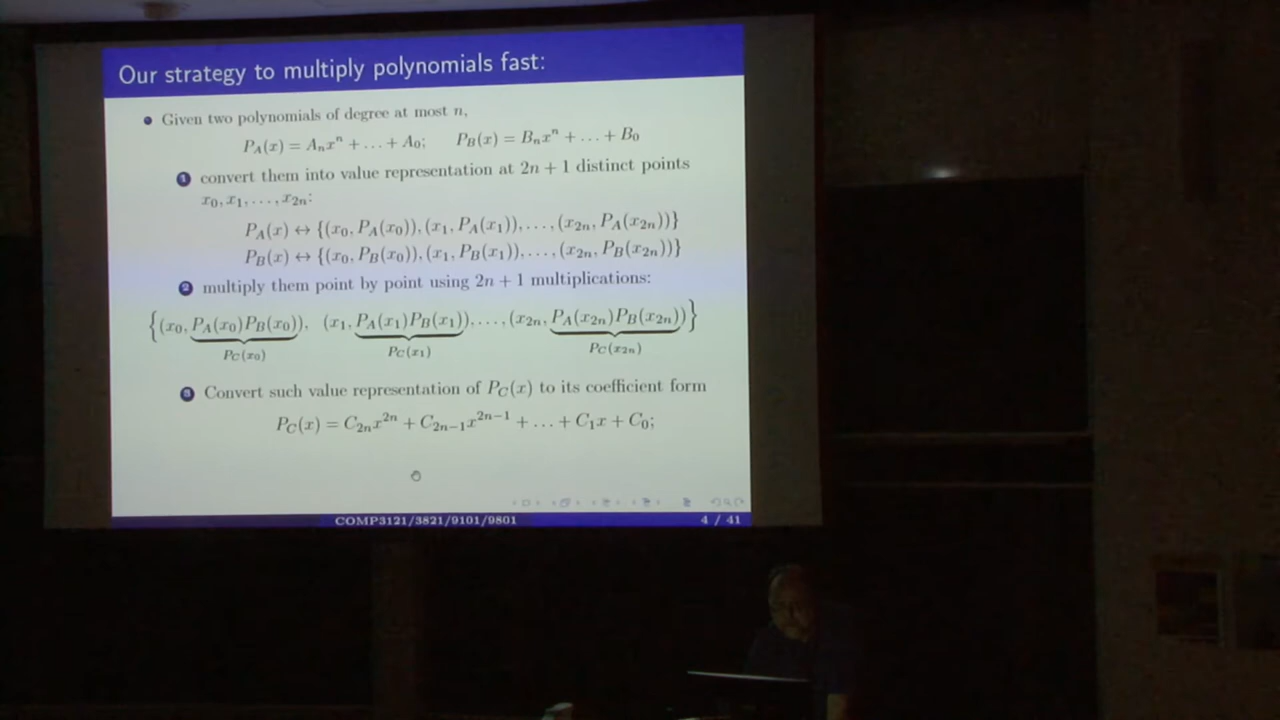 Our strategy to multiply polynomials fast:
Given two polynomials of degree at most n,
P_A(x) = A_n x^n + … + A_0; P_B(x) = B_n x^n + … + B_0
1 convert them into value representation at 2n + 1 distinct points
x_0, x_1, …, x_{2n}:
P_A(x) ↔ {(x_0, P_A(x_0)), (x_1, P_A(x_1)), …, (x_{2n}, P_A(x_{2n}))}
P_B(x) ↔ {(x_0, P_B(x_0)), (x_1, P_B(x_1)), …, (x_{2n}, P_B(x_{2n}))}
2 multiply them point by point using 2n + 1 multiplications:
{(x_0, P_A(x_0)P_B(x_0)), (x_1, P_A(x_1)P_B(x_1)), …, (x_{2n}, P_A(x_{2n})P_B(x_{2n}))}
P_C(x_0) P_C(x_1) P_C(x_{2n})
3 Convert such value representation of P_C(x) to its coefficient form
P_C(x) = C_{2n} x^{2n} + C_{2n−1} x^{2n−1} + … + C_1 x + C_0;
COMP3121/3821/9101/9801 4 / 41